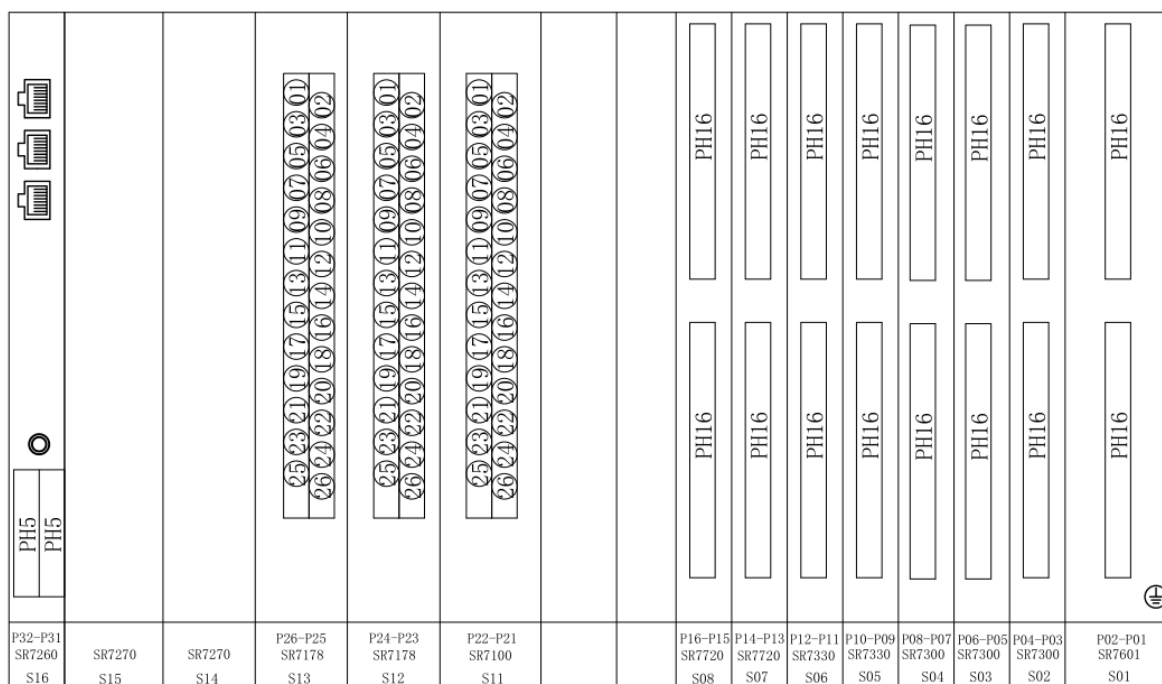 PH16 PH16 PH16 PH16 PH16 PH16 PH16 PH16
01 02 03 04 05 06 07 08 09 10 11 12 13 14 15 16 17 18 19 20 21 22 23 24 25 26
01 02 03 04 05 06 07 08 09 10 11 12 13 14 15 16 17 18 19 20 21 22 23 24 25 26
01 02 03 04 05 06 07 08 09 10 11 12 13 14 15 16 17 18 19 20 21 22 23 24 25 26
PH16 PH16 PH16 PH16 PH16 PH16 PH16 PH16
PH5 PH5
P32-P31 P26-P25 P24-P23 P22-P21 P16-P15 P14-P13 P12-P11 P10-P09 P08-P07 P06-P05 P04-P03 P02-P01
SR7260 SR7270 SR7270 SR7178 SR7178 SR7100 SR7720 SR7720 SR7330 SR7330 SR7300 SR7300 SR7300 SR7601
S16 S15 S14 S13 S12 S11 S08 S07 S06 S05 S04 S03 S02 S01